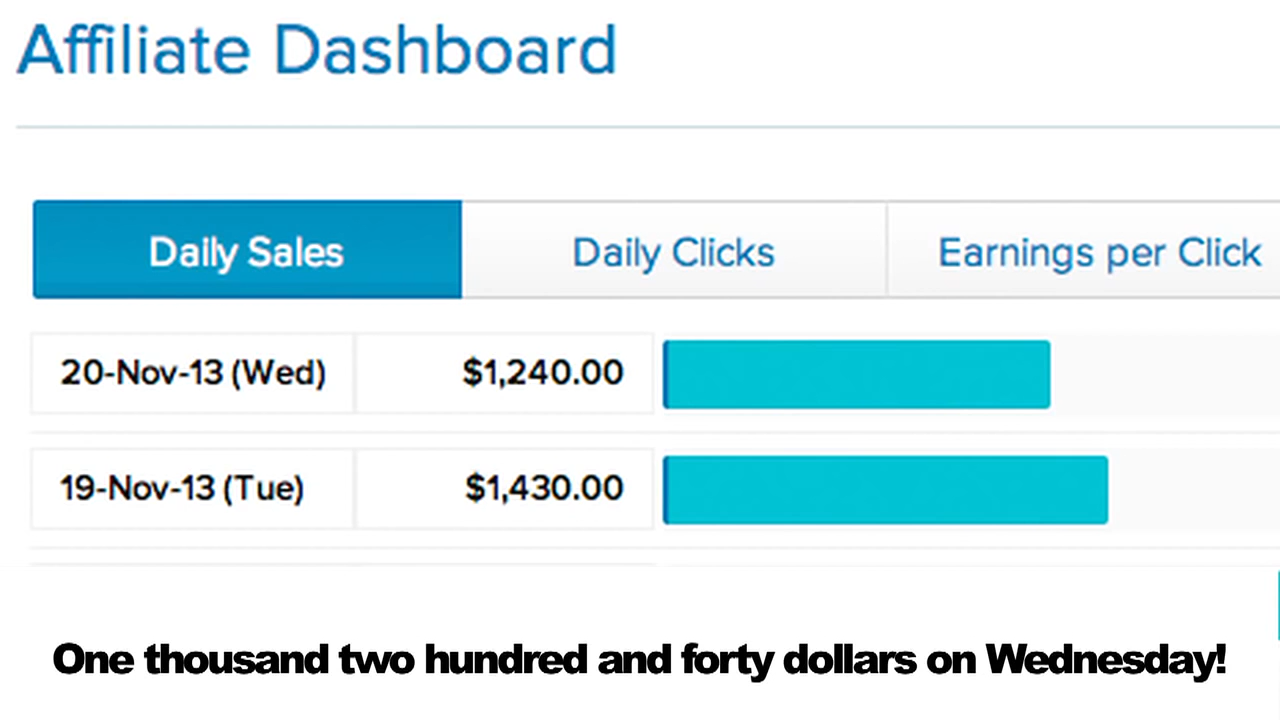 Affiliate Dashboard
Daily Sales Daily Clicks Earnings per Click
20-Nov-13 (Wed) $1,240.00
19-Nov-13 (Tue) $1,430.00
One thousand two hundred and forty dollars on Wednesday!